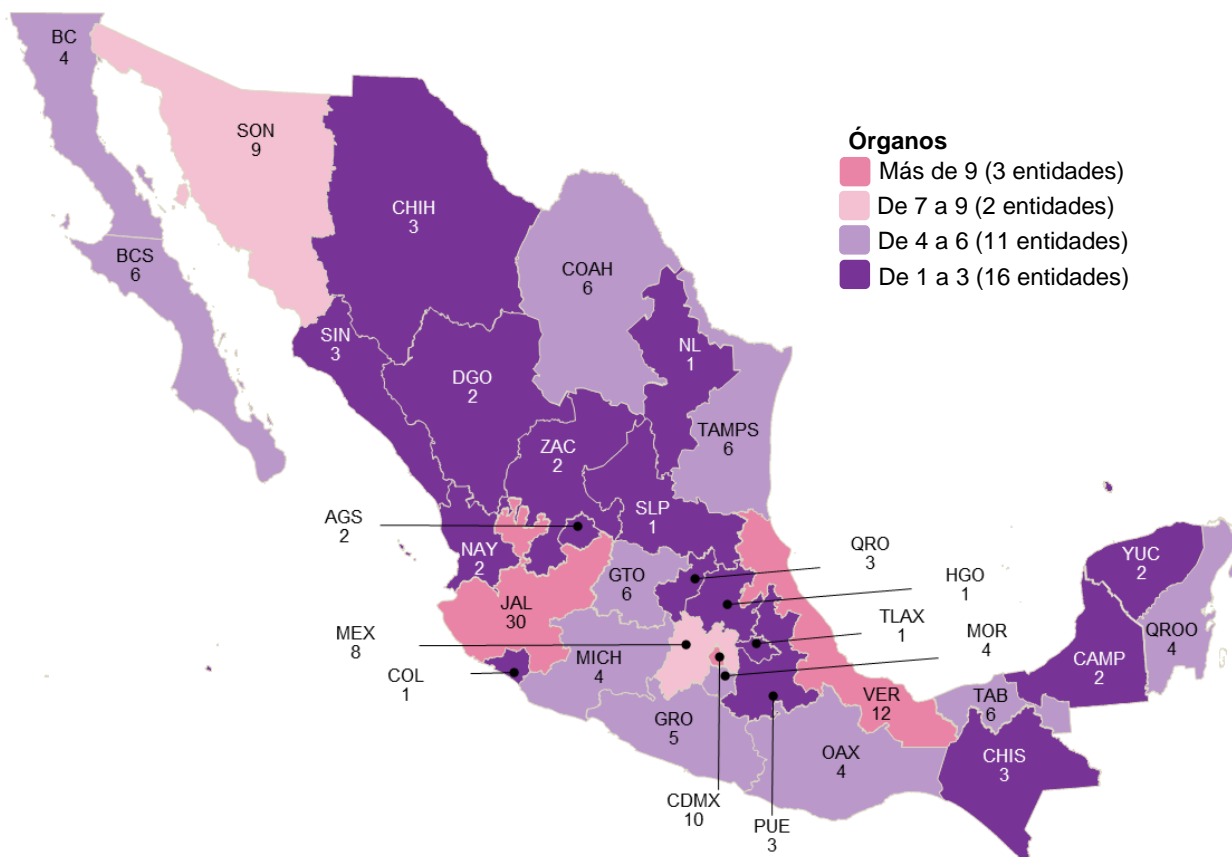 BC
4
SON
9
BCS
6
CHIH
3
COAH
6
SIN
3
NL
1
DGO
2
TAMPS
6
ZAC
2
SLP
1
AGS
2
NAY
2
GTO
6
JAL
30
QRO
3
HGO
1
TLAX
1
MOR
4
MEX
8
COL
1
MICH
4
GRO
5
CDMX
10
PUE
3
VER
12
OAX
4
TAB
6
CHIS
3
CAMP
2
YUC
2
QROO
4
Órganos
Más de 9 (3 entidades)
De 7 a 9 (2 entidades)
De 4 a 6 (11 entidades)
De 1 a 3 (16 entidades)